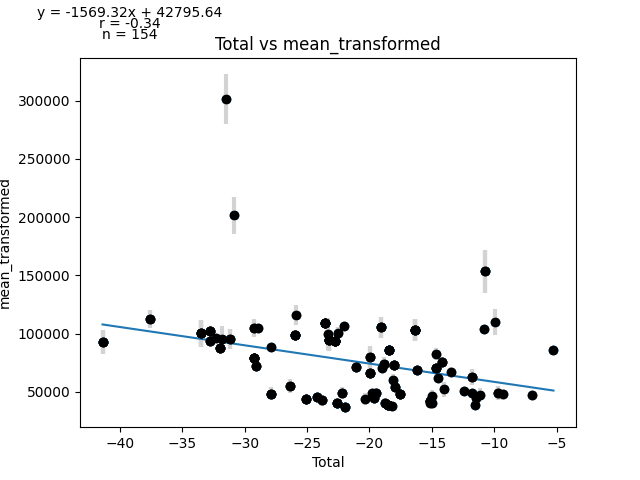 y = -1569.32x + 42795.64
r = -0.34
n = 154
Total vs mean_transformed
300000
250000
200000
150000
100000
50000
mean_transformed
−40 −35 −30 −25 −20 −15 −10 −5
Total